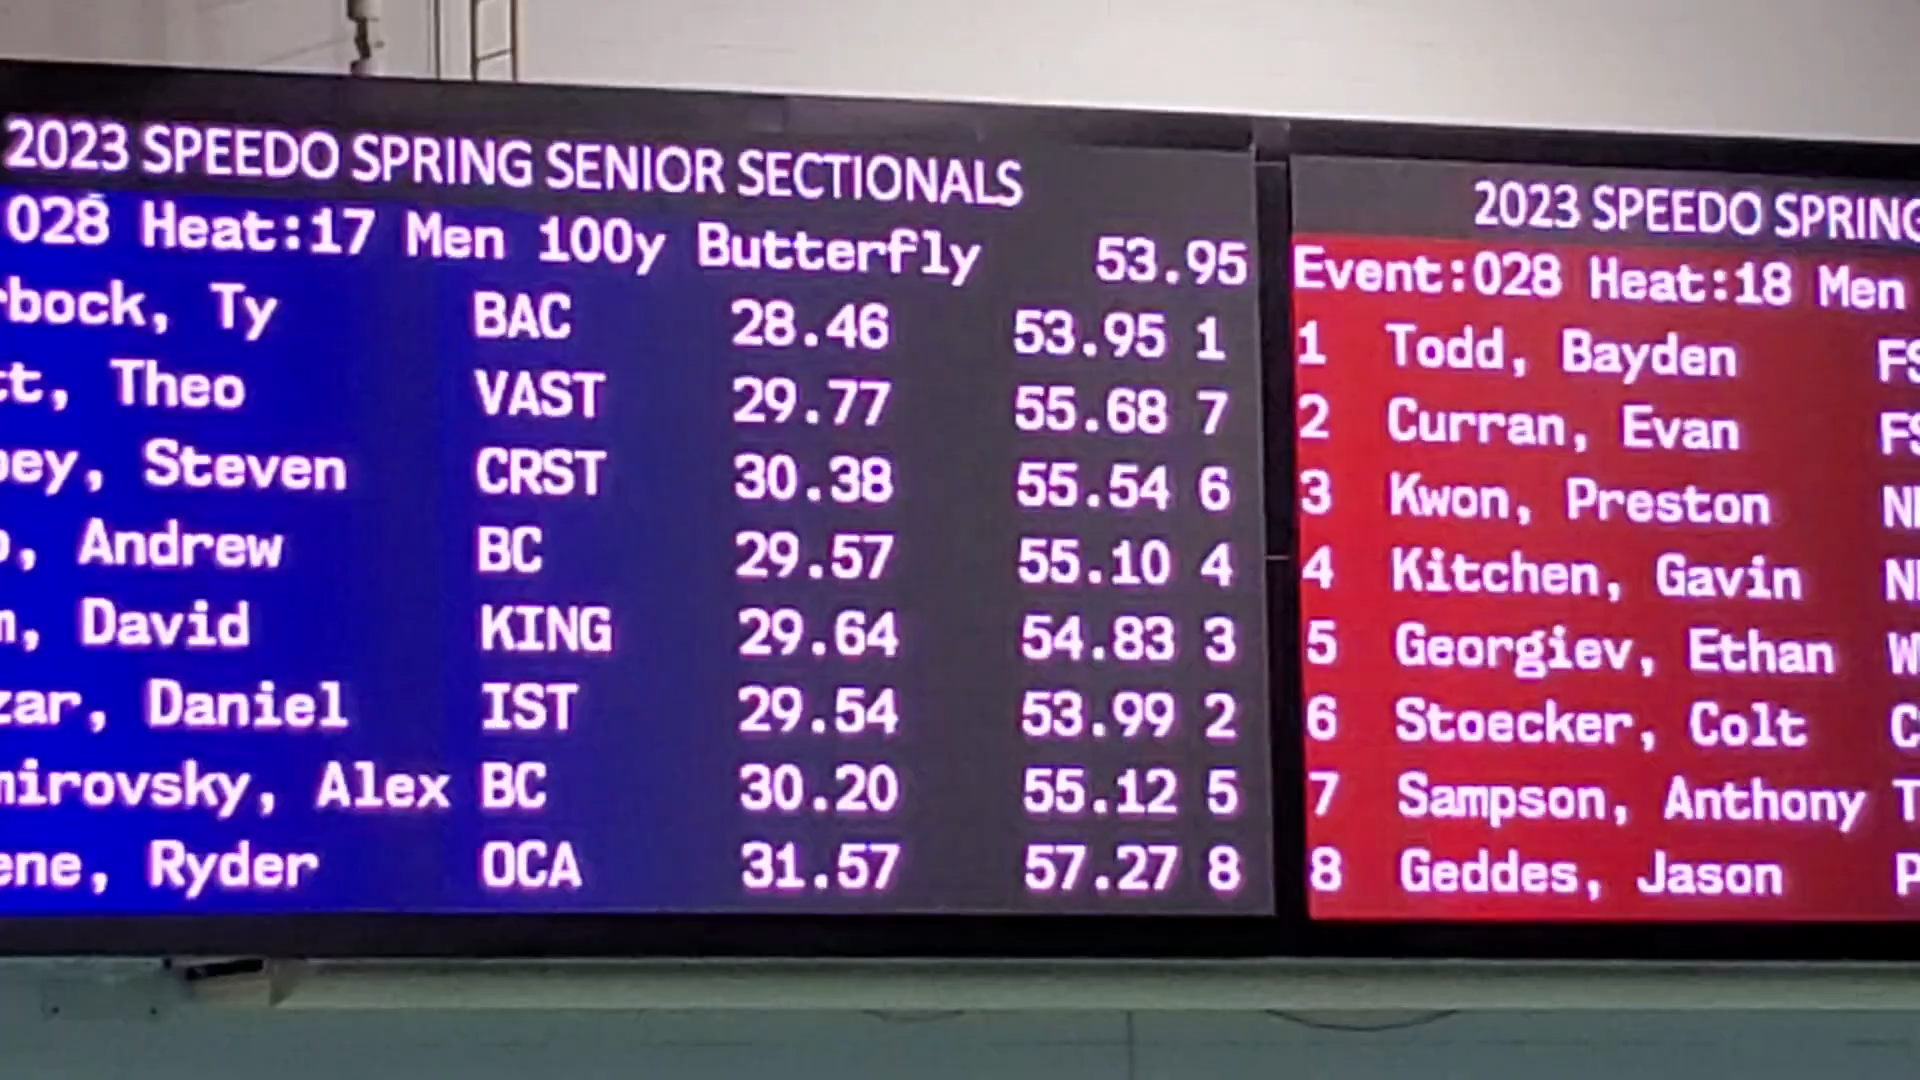 2023 SPEEDO SPRING SENIOR SECTIONALS
028 Heat:17 Men 100y Butterfly 53.95
rbock, Ty BAC 28.46 53.95 1
tt, Theo VAST 29.77 55.68 7
bey, Steven CRST 30.38 55.54 6
o, Andrew BC 29.57 55.10 4
m, David KING 29.64 54.83 3
zar, Daniel IST 29.54 53.99 2
mirovsky, Alex BC 30.20 55.12 5
ene, Ryder OCA 31.57 57.27 8
2023 SPEEDO SPRING
Event:028 Heat:18 Men
1 Todd, Bayden FS
2 Curran, Evan FS
3 Kwon, Preston
4 Kitchen, Gavin
5 Georgiev, Ethan W
6 Stoecker, Colt C
7 Sampson, Anthony T
8 Geddes, Jason P